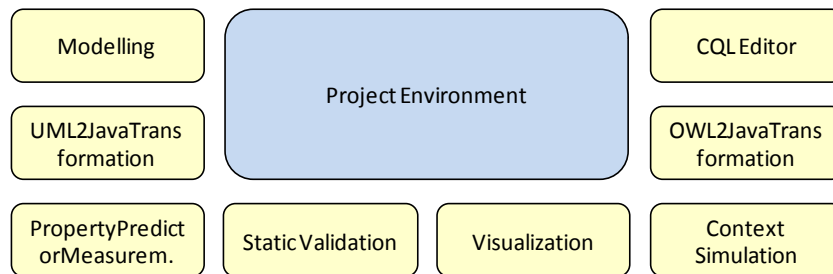 Modelling
Project Environment
CQL Editor
UML2JavaTrans
formation
OWL2JavaTrans
formation
PropertyPredict
orMeasurem.
Static Validation
Visualization
Context
Simulation